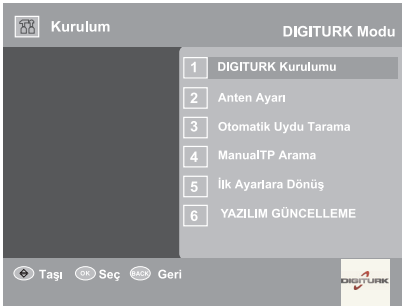 Kurulum
DIGITURK Modu
1 DIGITURK Kurulumu
2 Anten Ayarı
3 Otomatik Uydu Tarama
4 ManualTP Arama
5 İlk Ayarlara Dönüş
6 YAZILIM GÜNCELLEME
Taşı OK Seç BACK Geri
DIGITURK